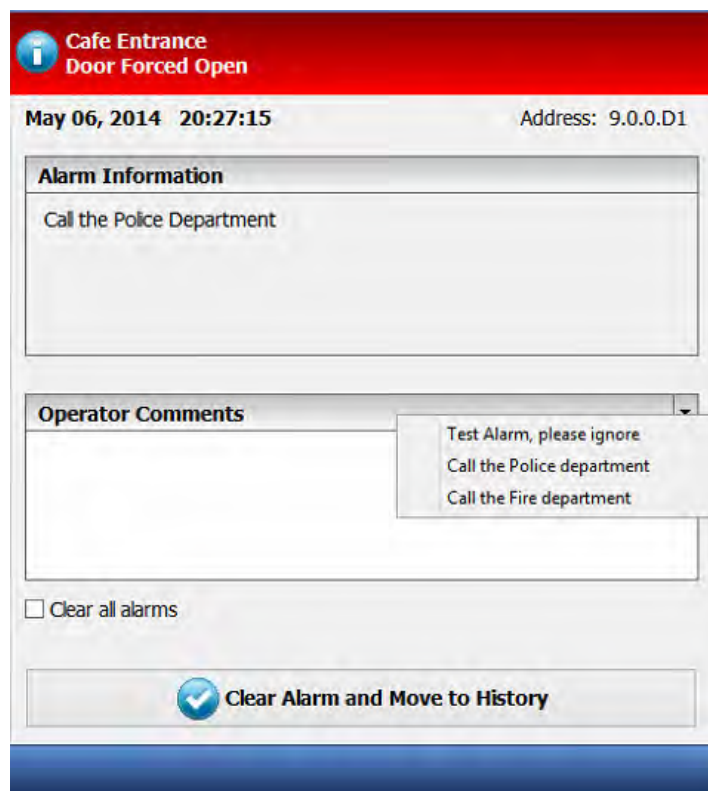 Cafe Entrance
Door Forced Open
May 06, 2014 20:27:15 Address: 9.0.0.D1
Alarm Information
Call the Police Department
Operator Comments
Test Alarm, please ignore
Call the Police department
Call the Fire department
Clear all alarms
Clear Alarm and Move to History